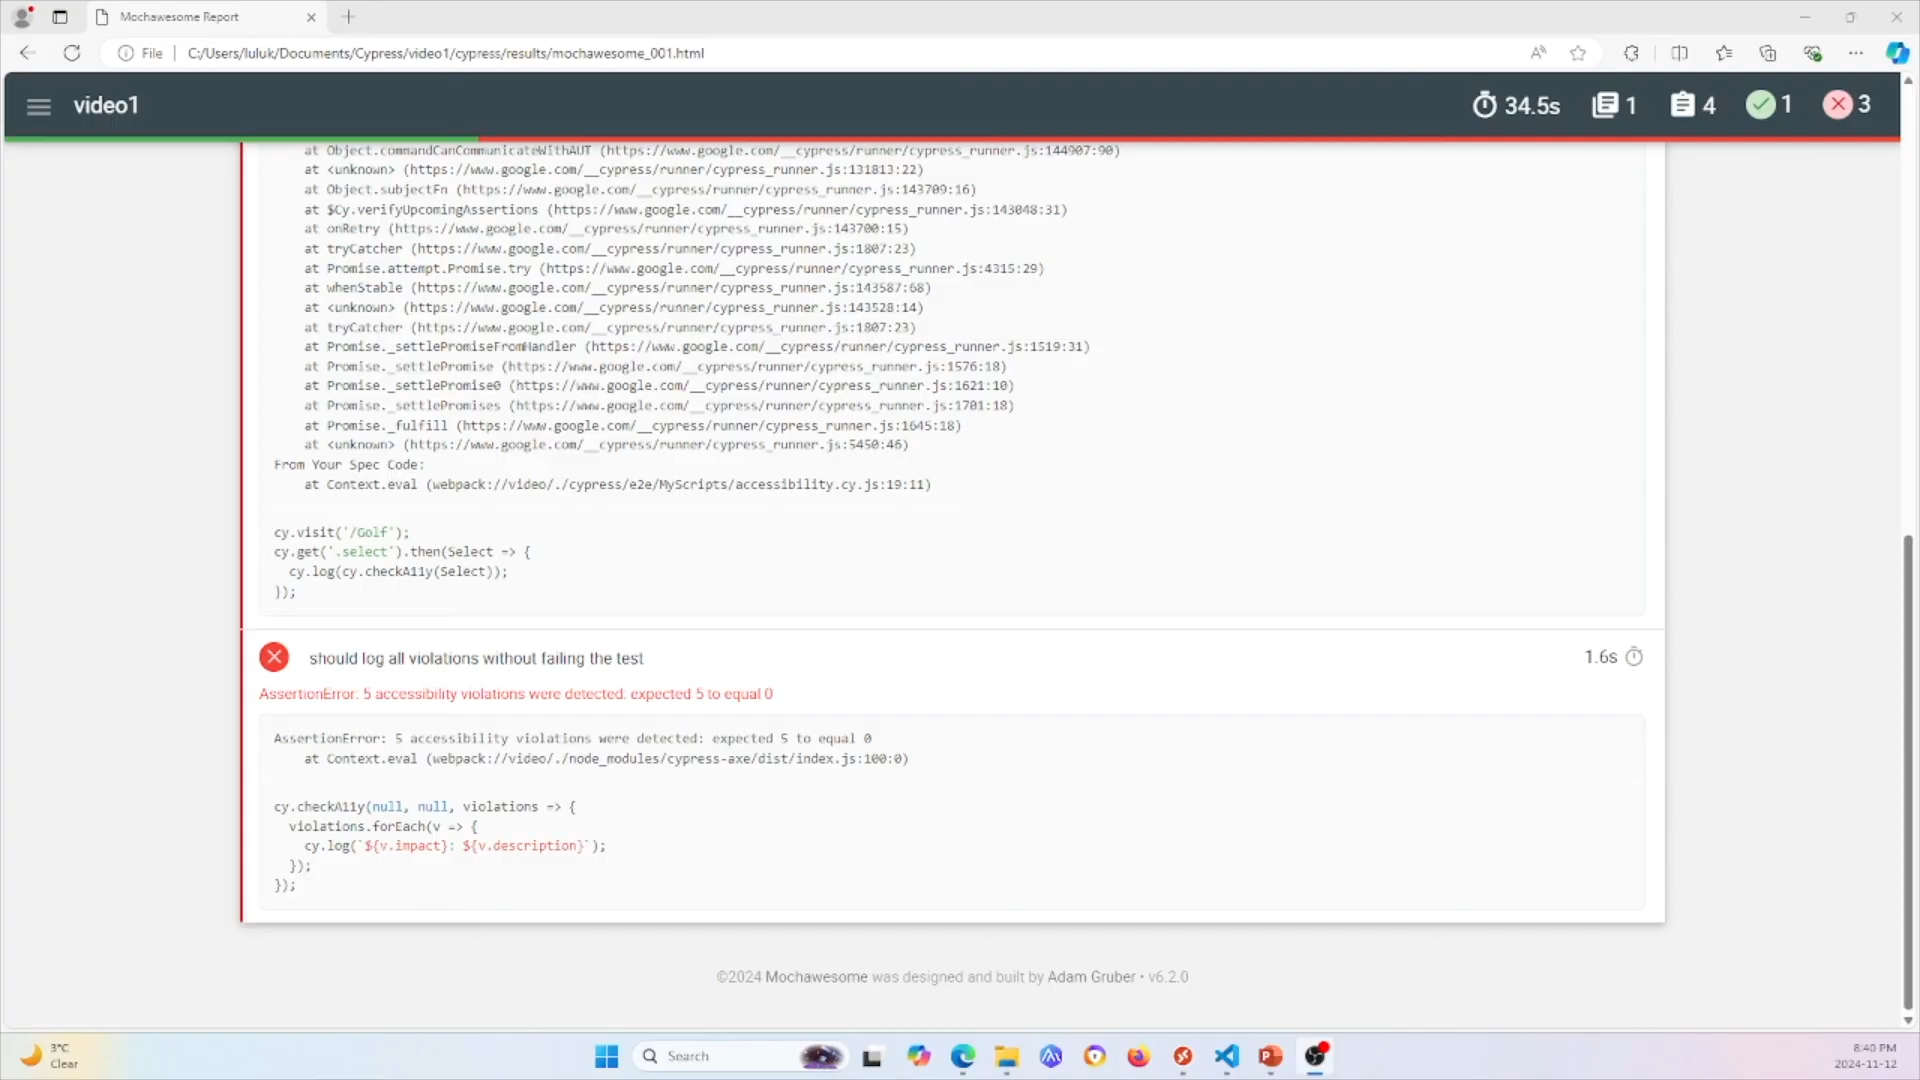 Mochawesome Report
File
C:/Users/luluk/Documents/Cypress/video1/cypress/results/mochawesome_001.html
video1
34.5s 1 4 1 3
at Object.commandCanCommunicateWithAUT (https://www.google.com/__cypress/runner/cypress_runner.js:144907:90)
at <unknown> (https://www.google.com/__cypress/runner/cypress_runner.js:131813:22)
at Object.subjectFn (https://www.google.com/__cypress/runner/cypress_runner.js:143709:16)
at $Cy.verifyUpcomingAssertions (https://www.google.com/__cypress/runner/cypress_runner.js:143048:31)
at onRetry (https://www.google.com/__cypress/runner/cypress_runner.js:143700:15)
at tryCatcher (https://www.google.com/__cypress/runner/cypress_runner.js:1807:23)
at Promise.attempt.Promise.try (https://www.google.com/__cypress/runner/cypress_runner.js:4315:29)
at whenStable (https://www.google.com/__cypress/runner/cypress_runner.js:143587:68)
at <unknown> (https://www.google.com/__cypress/runner/cypress_runner.js:143528:14)
at tryCatcher (https://www.google.com/__cypress/runner/cypress_runner.js:1807:23)
at Promise._settlePromiseFromHandler (https://www.google.com/__cypress/runner/cypress_runner.js:1519:31)
at Promise._settlePromise (https://www.google.com/__cypress/runner/cypress_runner.js:1576:18)
at Promise._settlePromise0 (https://www.google.com/__cypress/runner/cypress_runner.js:1621:10)
at Promise._settlePromises (https://www.google.com/__cypress/runner/cypress_runner.js:1701:18)
at Promise._fulfill (https://www.google.com/__cypress/runner/cypress_runner.js:1645:18)
at <unknown> (https://www.google.com/__cypress/runner/cypress_runner.js:5450:46)
From Your Spec Code:
at Context.eval (webpack://video/./cypress/e2e/MyScripts/accessibility.cy.js:19:11)
cy.visit('/Golf');
cy.get('.select').then(Select => {
cy.log(cy.checkA11y(Select));
});
should log all violations without failing the test
1.6s
AssertionError: 5 accessibility violations were detected: expected 5 to equal 0
AssertionError: 5 accessibility violations were detected: expected 5 to equal 0
at Context.eval (webpack://video/./node_modules/cypress-axe/dist/index.js:100:0)
cy.checkA11y(null, null, violations => {
violations.forEach(v => {
cy.log(`${v.impact}: ${v.description}`);
});
});
©2024 Mochawesome was designed and built by Adam Gruber • v6.2.0
3°C
Clear
Search
8:40 PM
2024-11-12